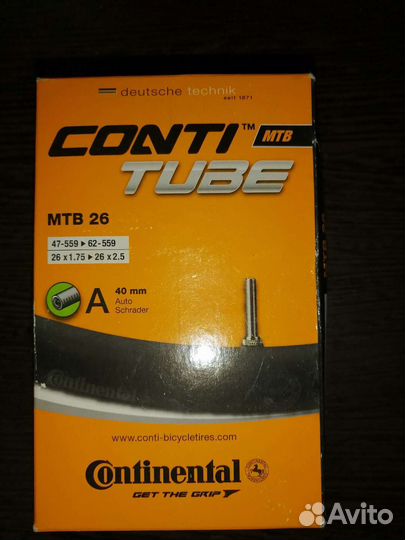 deutsche technik
seit 1871
CONTI™ MTB
TUBE
MTB 26
47-559 ▸ 62-559
26 x 1.75 ▸ 26 x 2.5
A
40 mm
Auto
Schrader
Continental
www.conti-bicycletires.com
Continental
GET THE GRIP
Avito